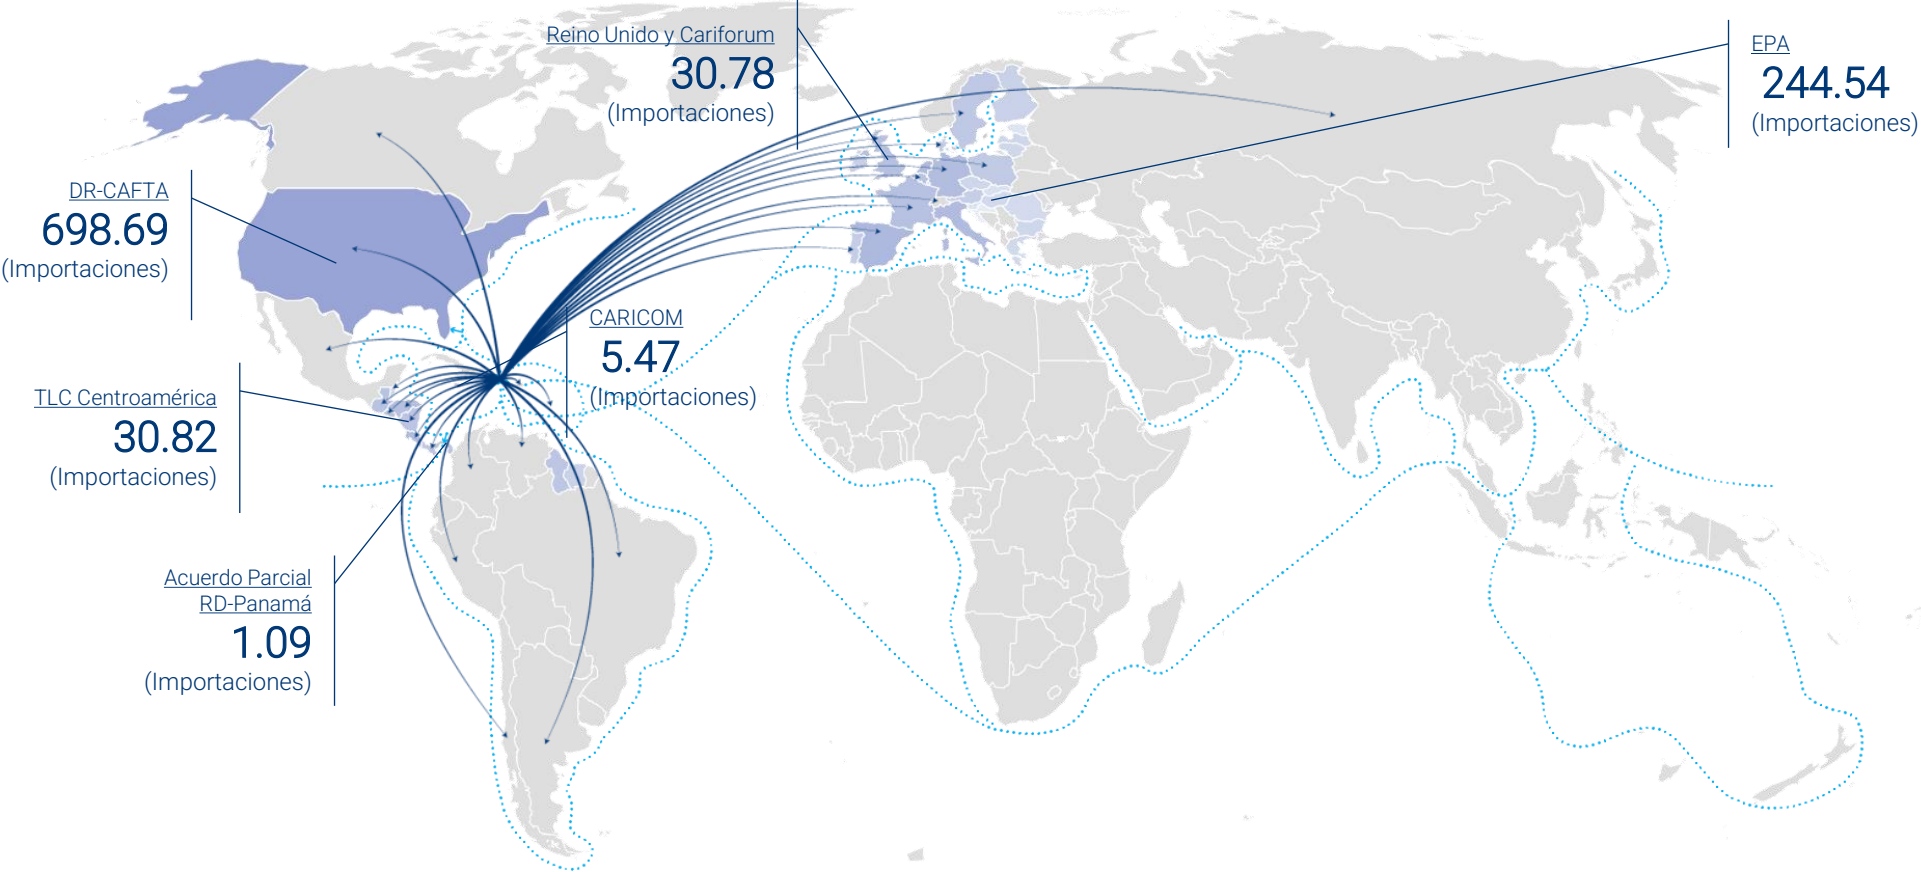 Reino Unido y Cariforum
30.78
(Importaciones)
EPA
244.54
(Importaciones)
DR-CAFTA
698.69
(Importaciones)
CARICOM
5.47
(Importaciones)
TLC Centroamérica
30.82
(Importaciones)
Acuerdo Parcial
RD-Panamá
1.09
(Importaciones)